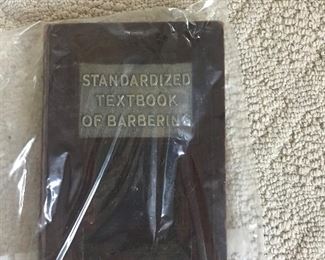 STANDARDIZED
TEXTBOOK
OF BARBERING